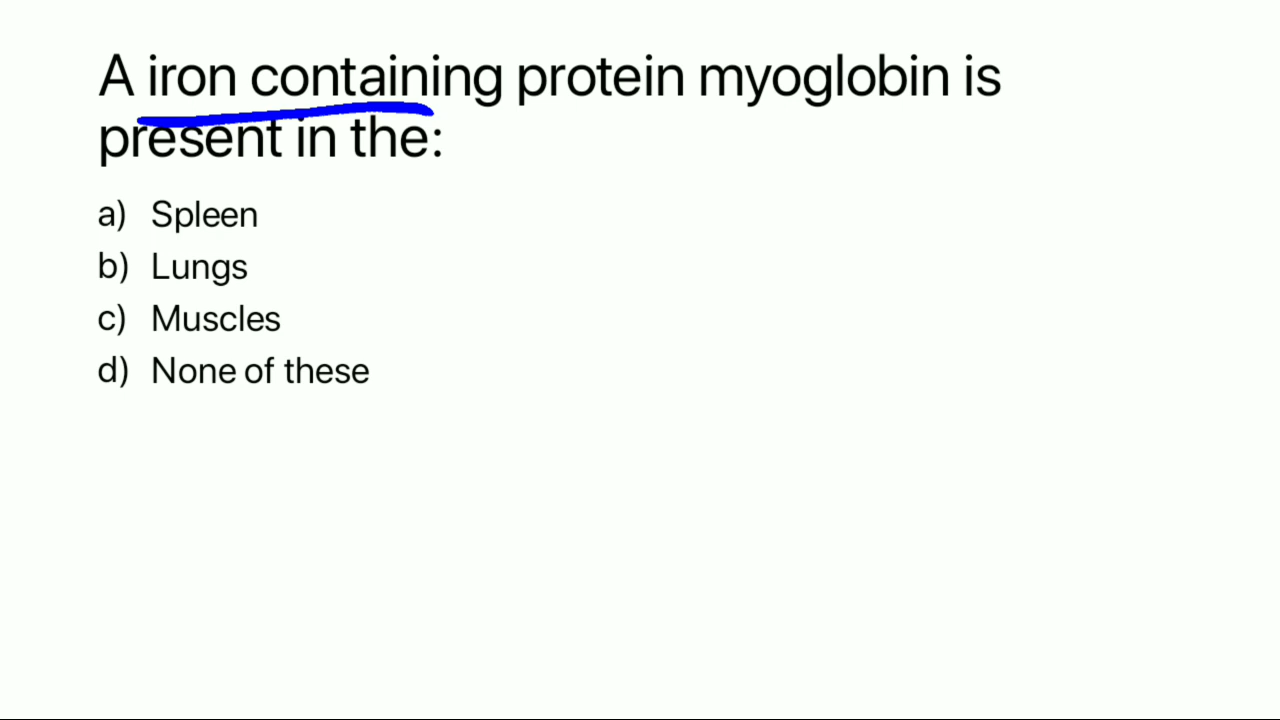 A iron containing protein myoglobin is
present in the:
a) Spleen
b) Lungs
c) Muscles
d) None of these